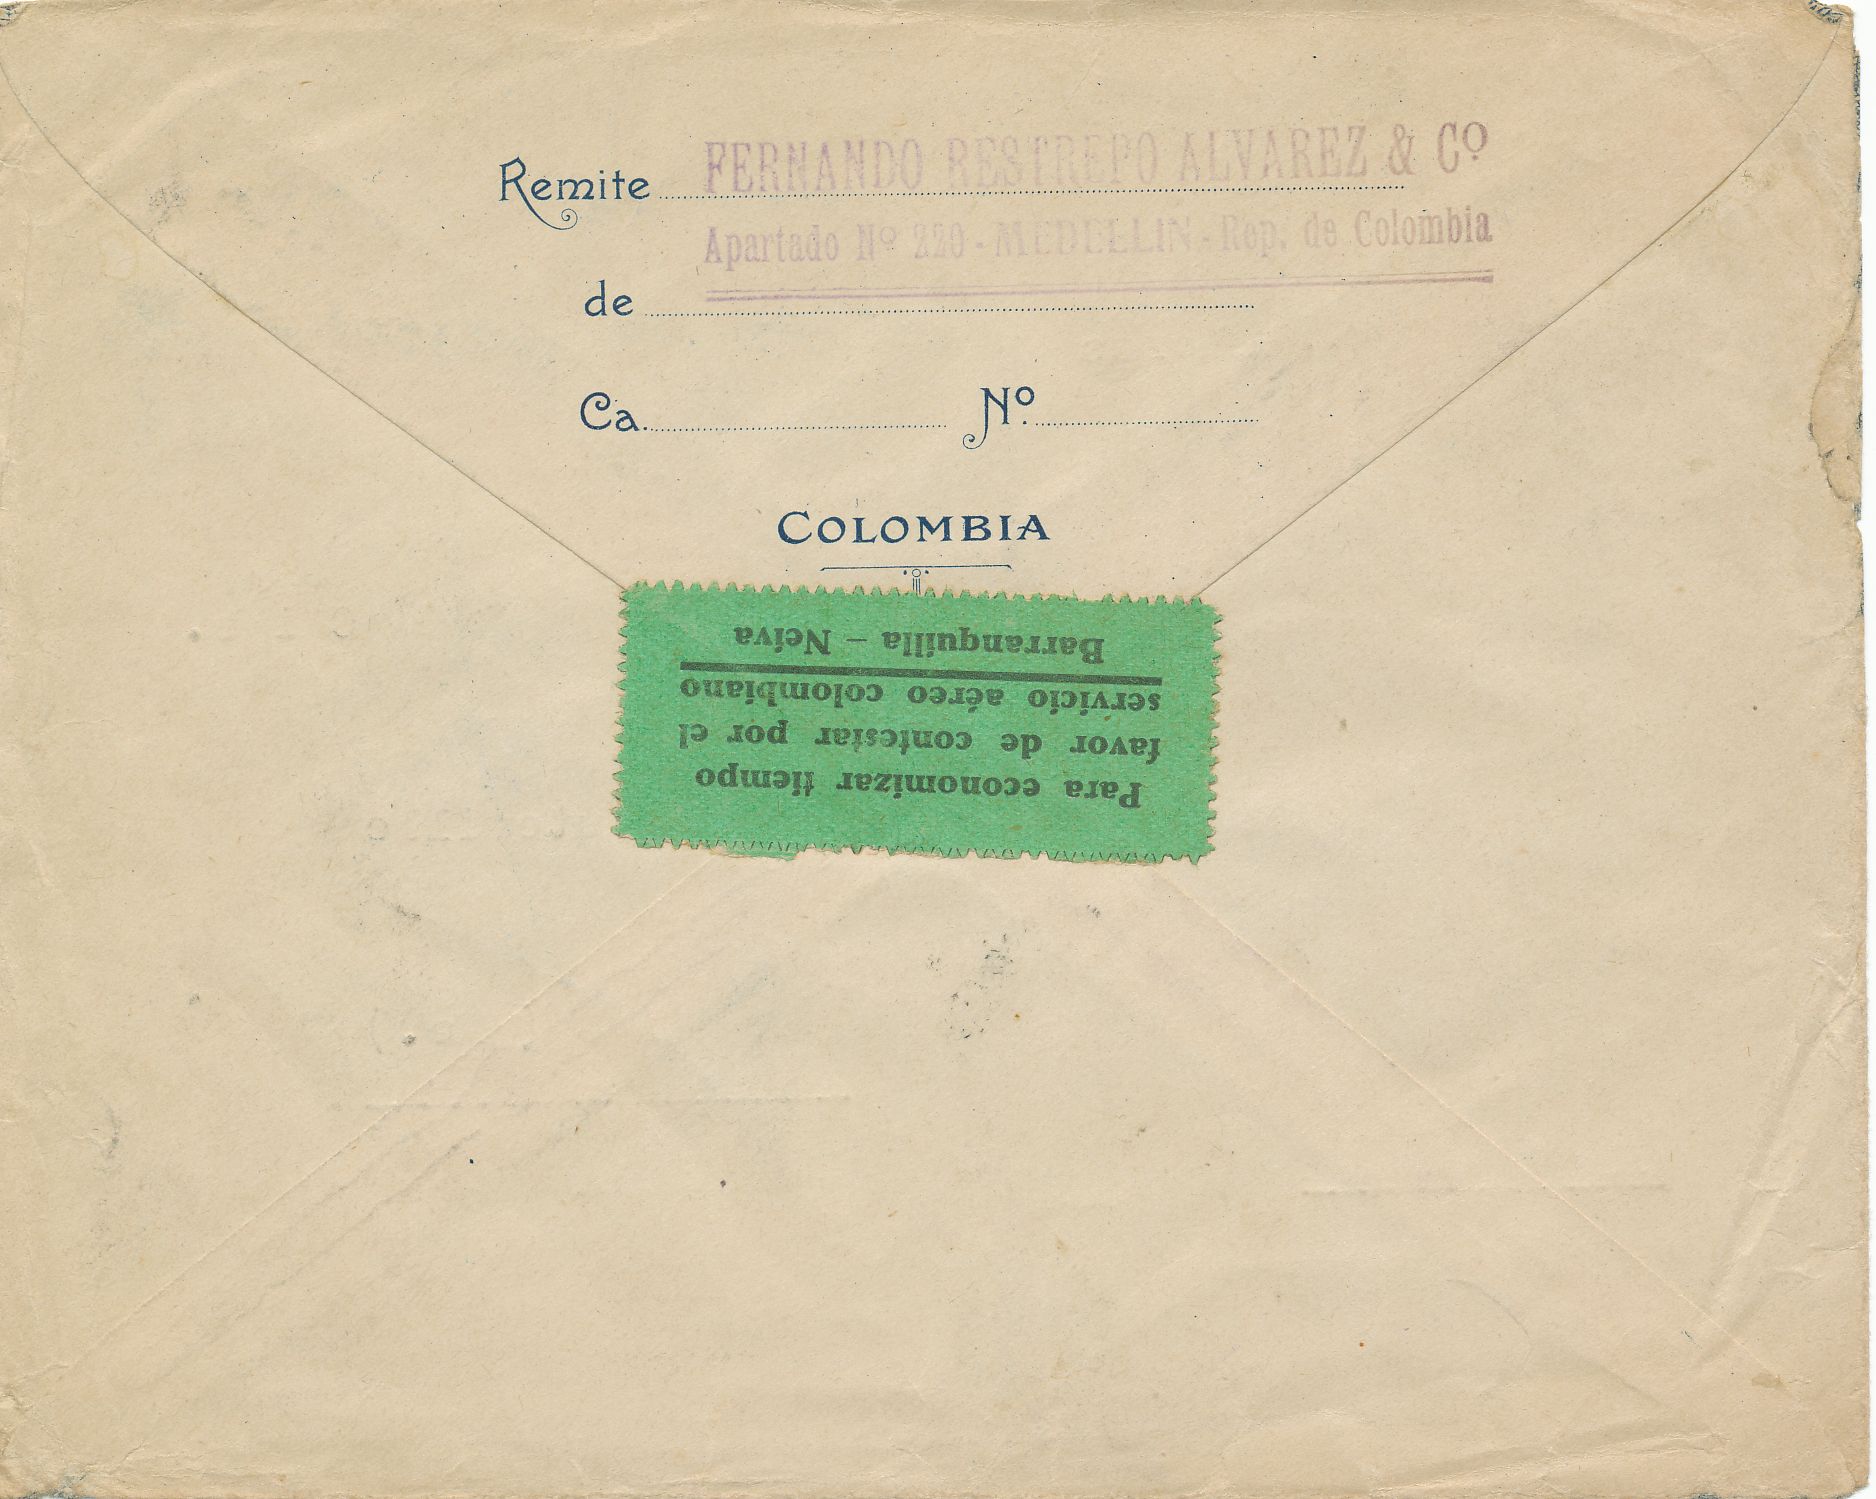 Remite FERNANDO RESTREPO ALVAREZ & Cº
Apartado Nº 220 - MEDELLIN - Rep. de Colombia
de
Ca. Nº.
COLOMBIA
Para economizar tiempo
favor de contestar por el
servicio aéreo colombiano
Barranquilla – Neiva